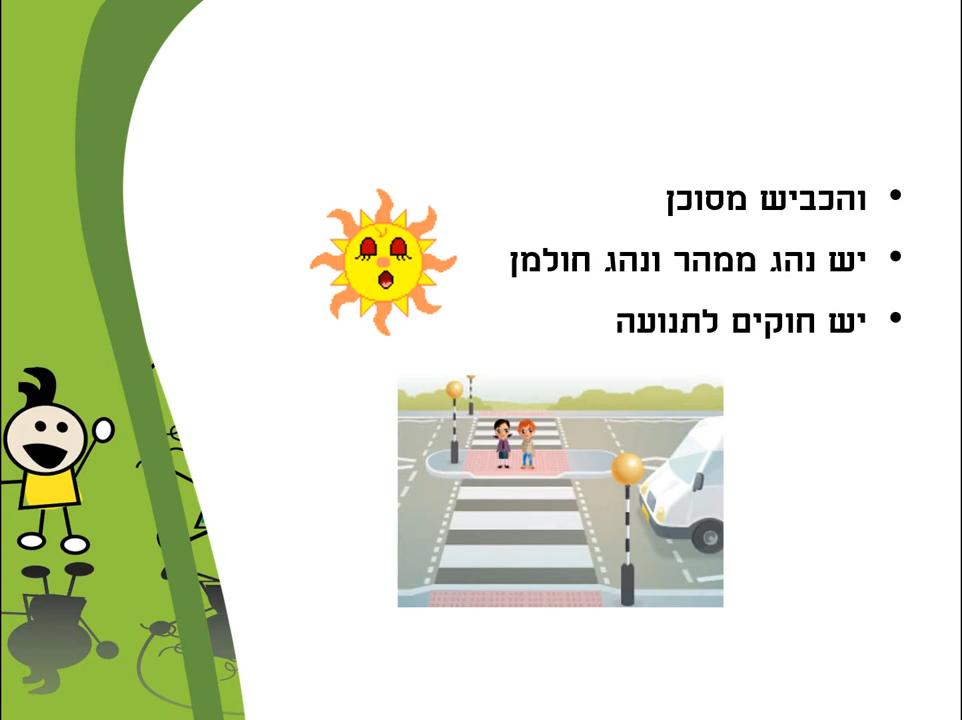 • והכביש מסוכן
• יש נהג ממהר ונהג חולמן
• יש חוקים לתנועה